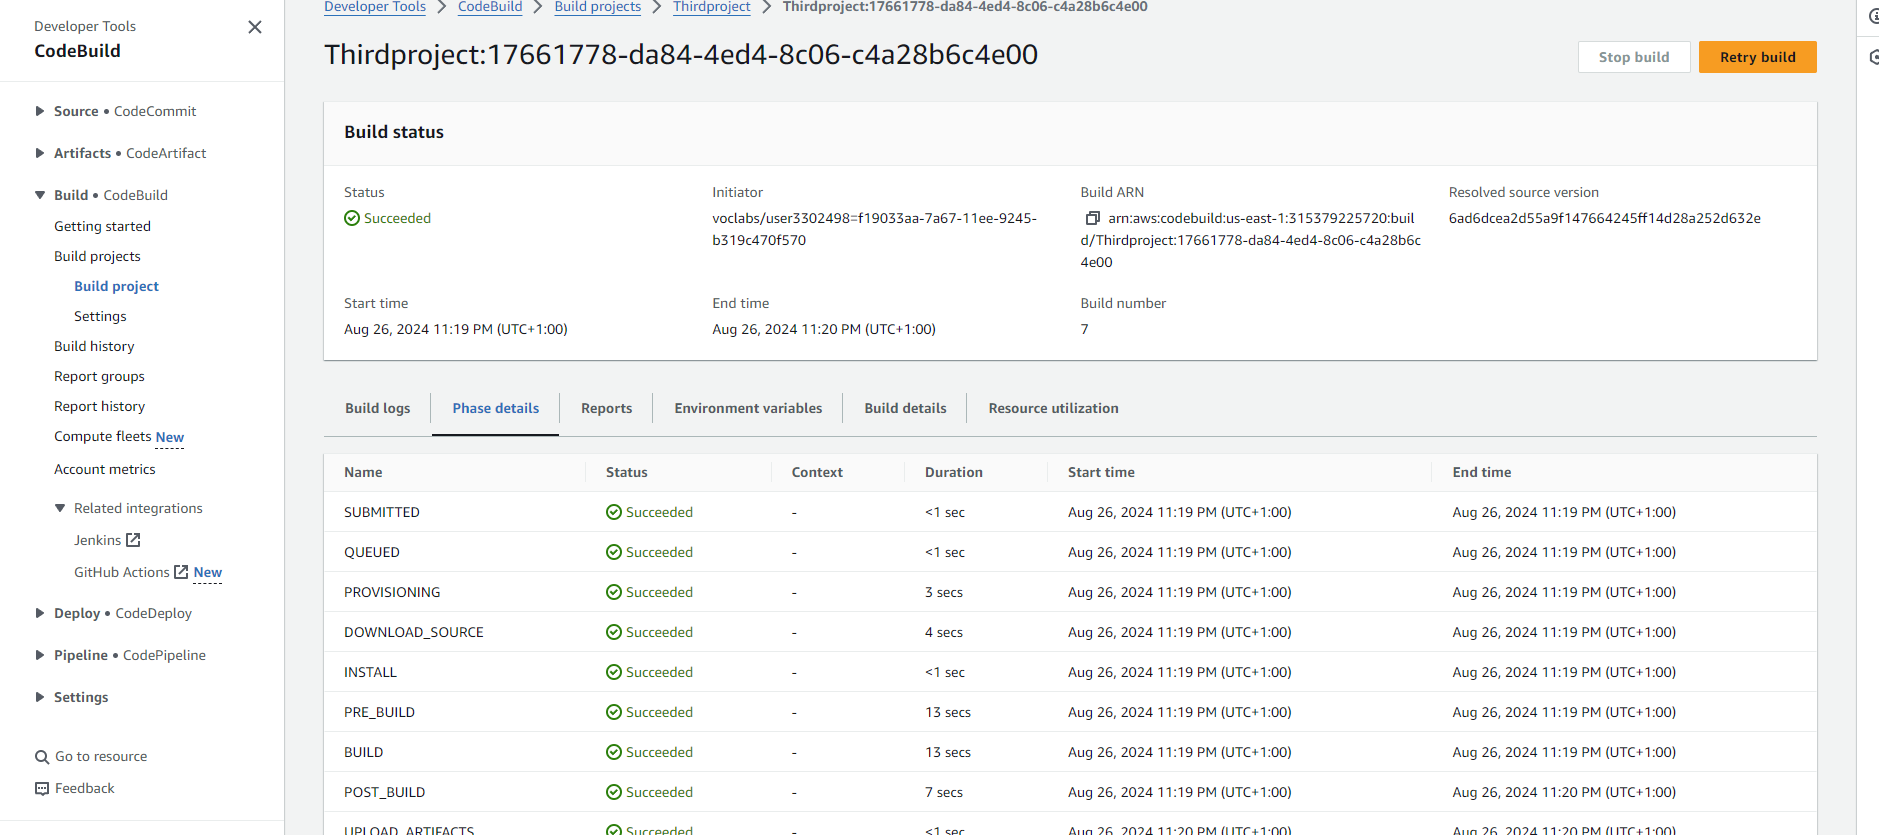 Developer Tools
CodeBuild
Source • CodeCommit
Artifacts • CodeArtifact
Build • CodeBuild
Getting started
Build projects
Build project
Settings
Build history
Report groups
Report history
Compute fleets New
Account metrics
Related integrations
Jenkins
GitHub Actions New
Deploy • CodeDeploy
Pipeline • CodePipeline
Settings
Go to resource
Feedback
Developer Tools > CodeBuild > Build projects > Thirdproject > Thirdproject:17661778-da84-4ed4-8c06-c4a28b6c4e00
Thirdproject:17661778-da84-4ed4-8c06-c4a28b6c4e00
Stop build Retry build
Build status
Status Initiator Build ARN Resolved source version
Succeeded
voclabs/user3302498=f19033aa-7a67-11ee-9245-
b319c470f570
arn:aws:codebuild:us-east-1:315379225720:buil
d/Thirdproject:17661778-da84-4ed4-8c06-c4a28b6c
4e00
6ad6dcea2d55a9f147664245ff14d28a252d632e
Start time End time Build number
Aug 26, 2024 11:19 PM (UTC+1:00) Aug 26, 2024 11:20 PM (UTC+1:00) 7
Build logs Phase details Reports Environment variables Build details Resource utilization
Name Status Context Duration Start time End time
SUBMITTED Succeeded - <1 sec Aug 26, 2024 11:19 PM (UTC+1:00) Aug 26, 2024 11:19 PM (UTC+1:00)
QUEUED Succeeded - <1 sec Aug 26, 2024 11:19 PM (UTC+1:00) Aug 26, 2024 11:19 PM (UTC+1:00)
PROVISIONING Succeeded - 3 secs Aug 26, 2024 11:19 PM (UTC+1:00) Aug 26, 2024 11:19 PM (UTC+1:00)
DOWNLOAD_SOURCE Succeeded - 4 secs Aug 26, 2024 11:19 PM (UTC+1:00) Aug 26, 2024 11:19 PM (UTC+1:00)
INSTALL Succeeded - <1 sec Aug 26, 2024 11:19 PM (UTC+1:00) Aug 26, 2024 11:19 PM (UTC+1:00)
PRE_BUILD Succeeded - 13 secs Aug 26, 2024 11:19 PM (UTC+1:00) Aug 26, 2024 11:19 PM (UTC+1:00)
BUILD Succeeded - 13 secs Aug 26, 2024 11:19 PM (UTC+1:00) Aug 26, 2024 11:19 PM (UTC+1:00)
POST_BUILD Succeeded - 7 secs Aug 26, 2024 11:19 PM (UTC+1:00) Aug 26, 2024 11:20 PM (UTC+1:00)
UPLOAD_ARTIFACTS Succeeded - <1 sec Aug 26, 2024 11:20 PM (UTC+1:00) Aug 26, 2024 11:20 PM (UTC+1:00)